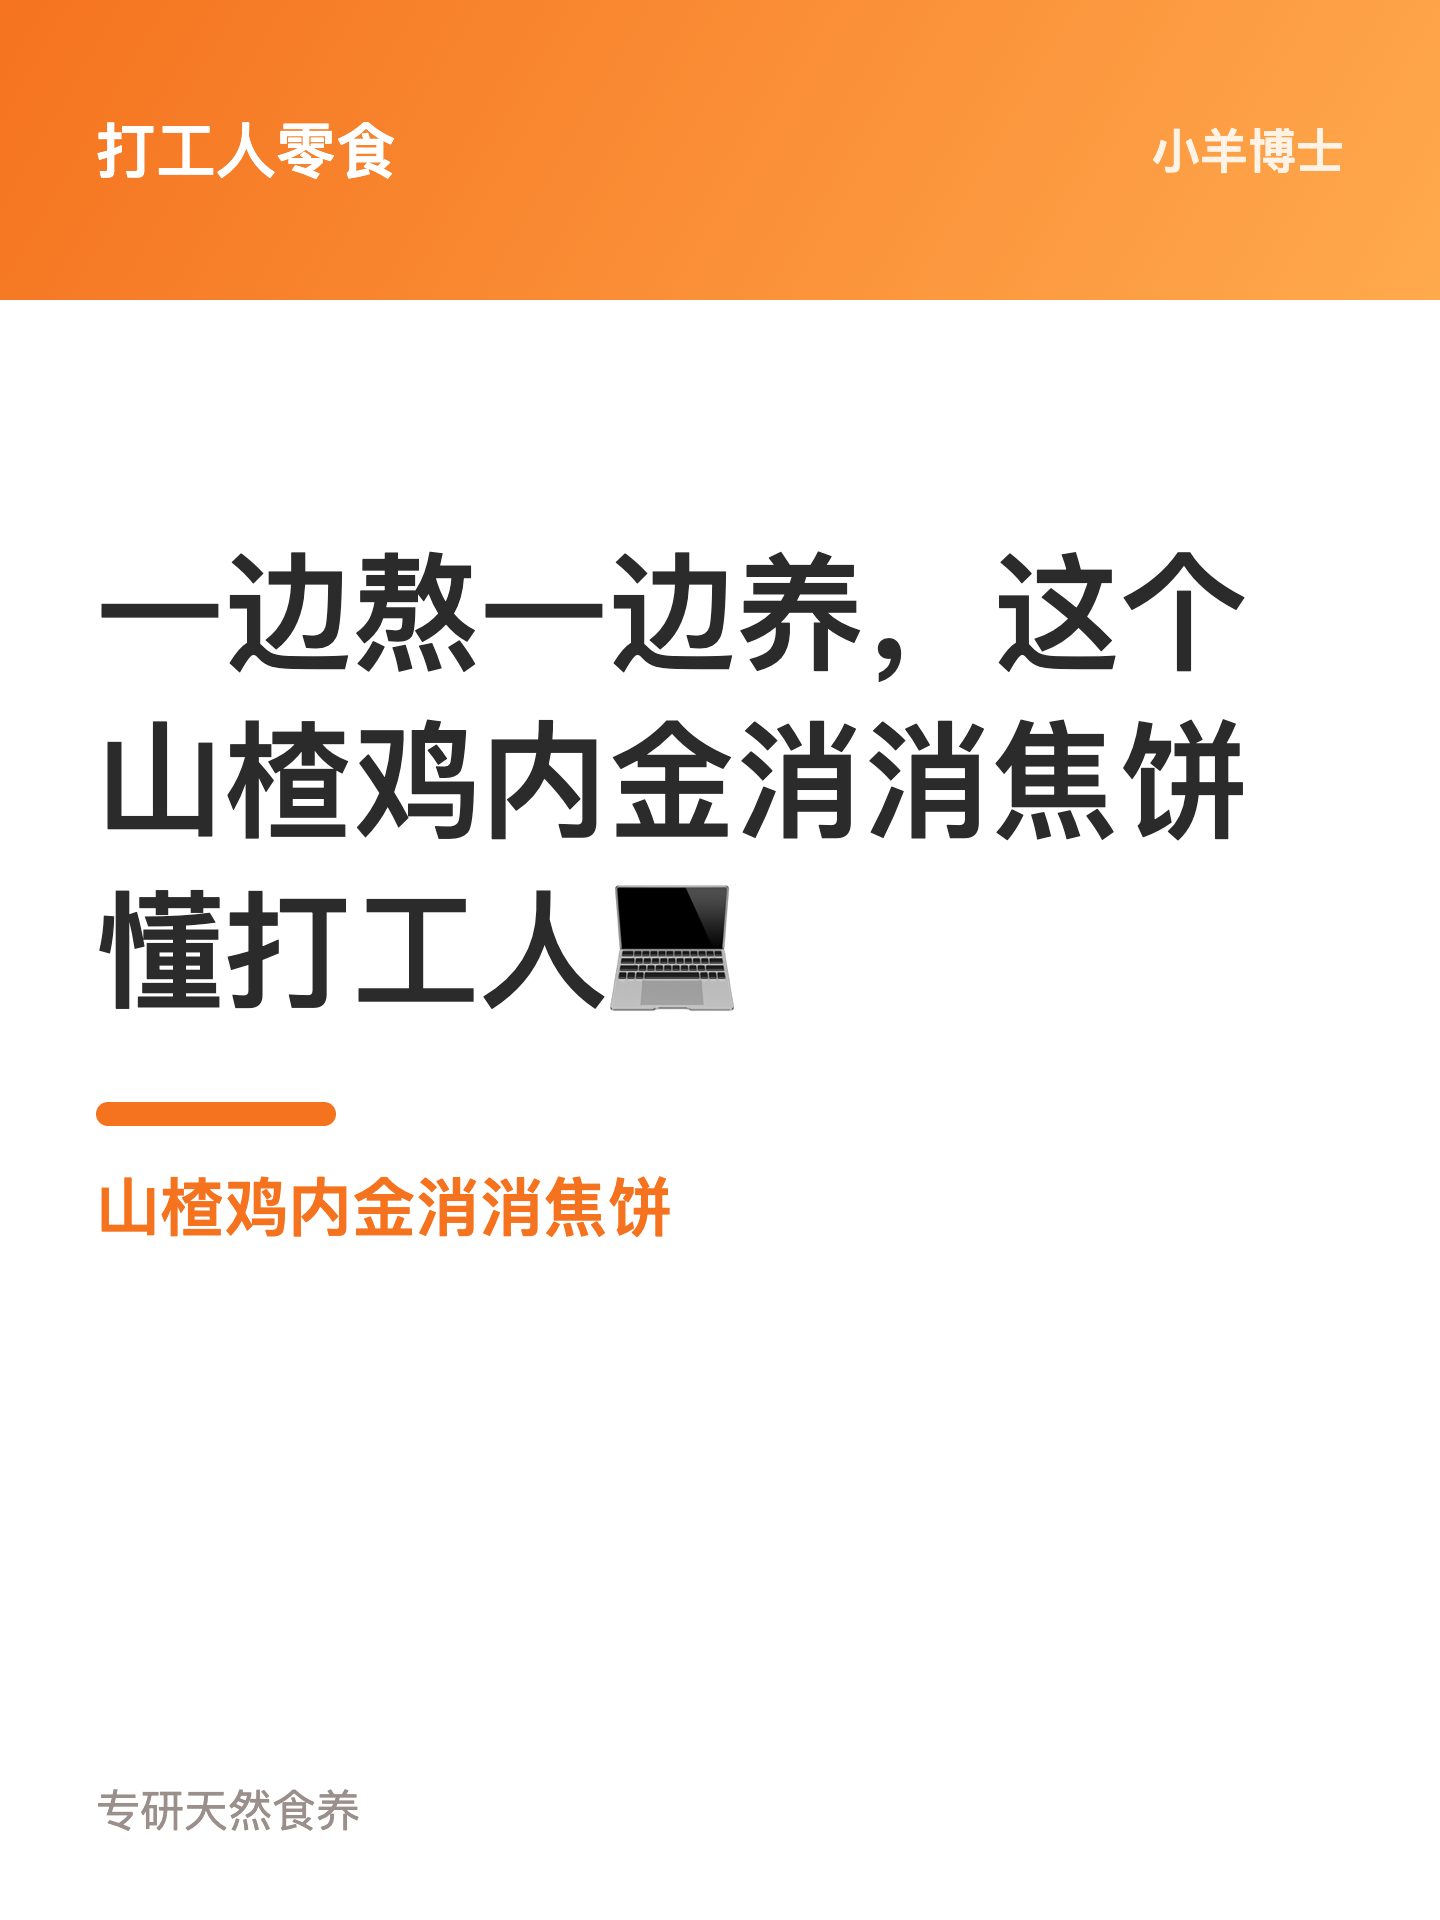 打工人零食
小羊博士
一边熬一边养，这个
山楂鸡内金消消焦饼
懂打工人💻
山楂鸡内金消消焦饼
专研天然食养